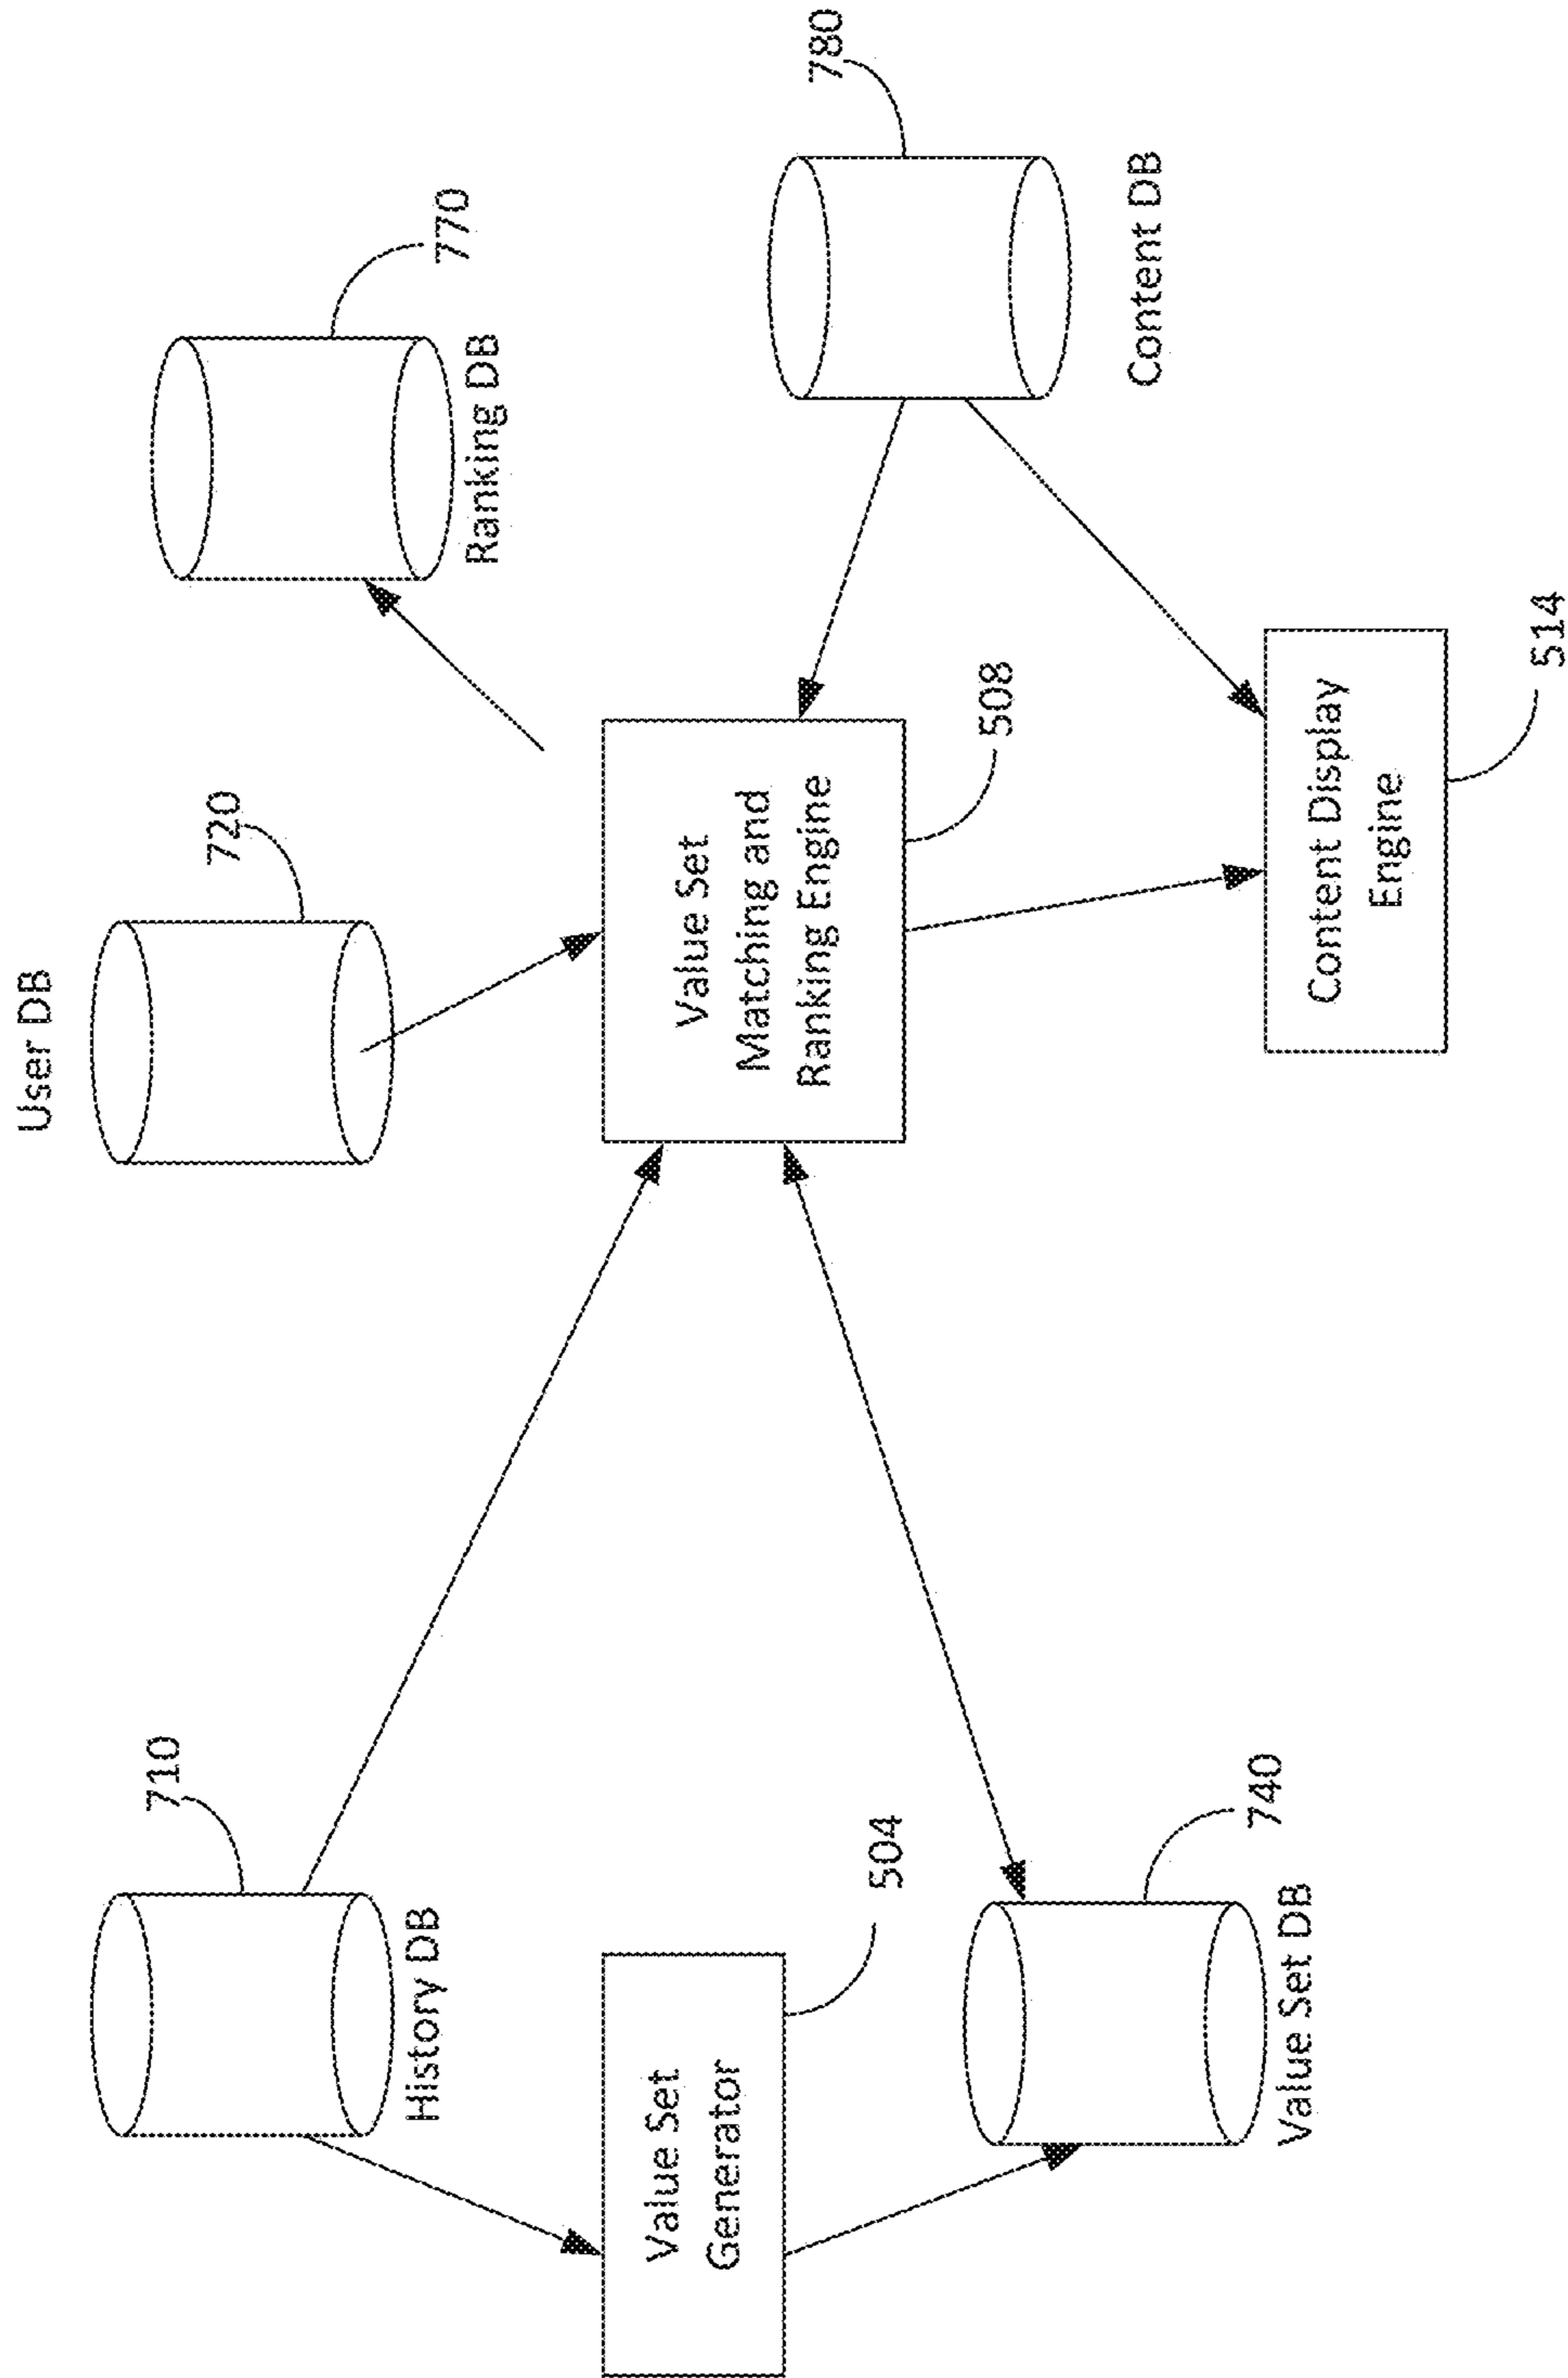 User DB
710
720
770
History DB
Ranking DB
Value Set
Generator
504
Value Set
Matching and
Ranking Engine
508
780
Content DB
740
Value Set DB
Content Display
Engine
514